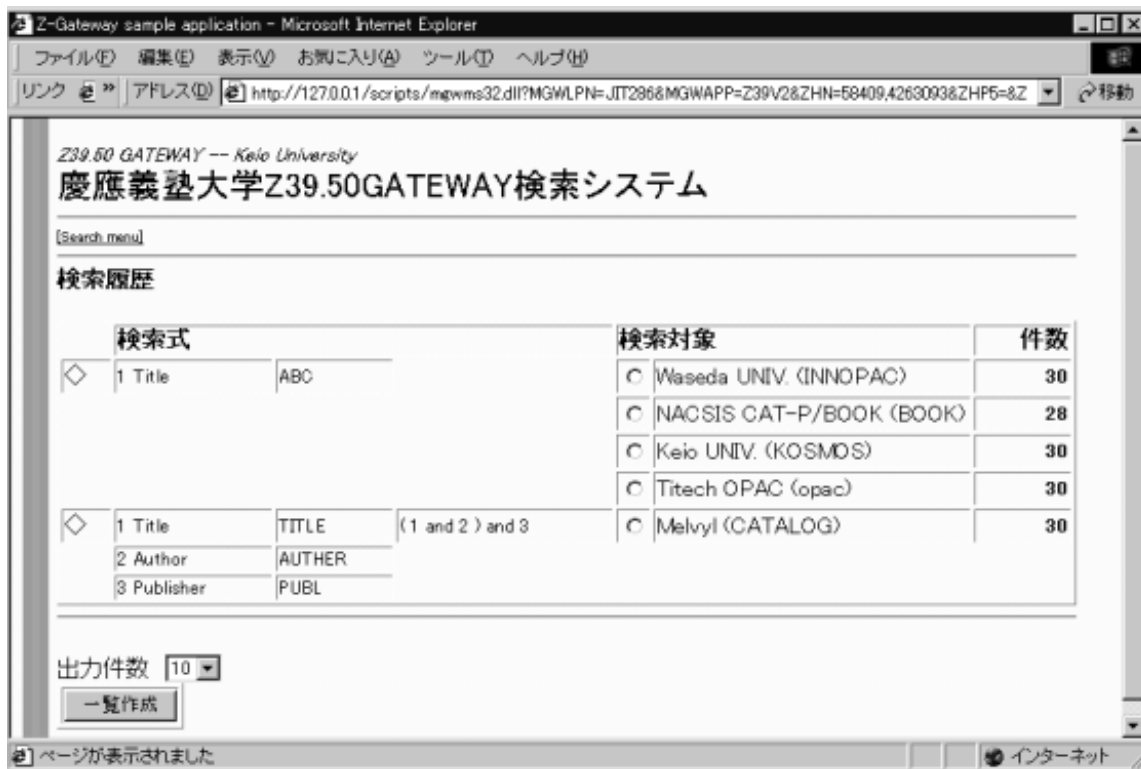 Z-Gateway sample application - Microsoft Internet Explorer
ファイル(F) 編集(E) 表示(V) お気に入り(A) ツール(T) ヘルプ(H)
リンク » アドレス(D) http://127.0.0.1/scripts/mgwms32.dll?MGWLPN=JIT286&MGWAPP=Z39V2&ZHN=58409,4263093&ZHP5=&Z 移動
Z39.50 GATEWAY -- Keio University
慶應義塾大学Z39.50GATEWAY検索システム
[Search menu]
検索履歴
検索式 検索対象 件数
1 Title ABC Waseda UNIV. (INNOPAC) 30
NACSIS CAT-P/BOOK (BOOK) 28
Keio UNIV. (KOSMOS) 30
Titech OPAC (opac) 30
1 Title TITLE ( 1 and 2 ) and 3 Melvyl (CATALOG) 30
2 Author AUTHER
3 Publisher PUBL
出力件数 10
一覧作成
ページが表示されました インターネット